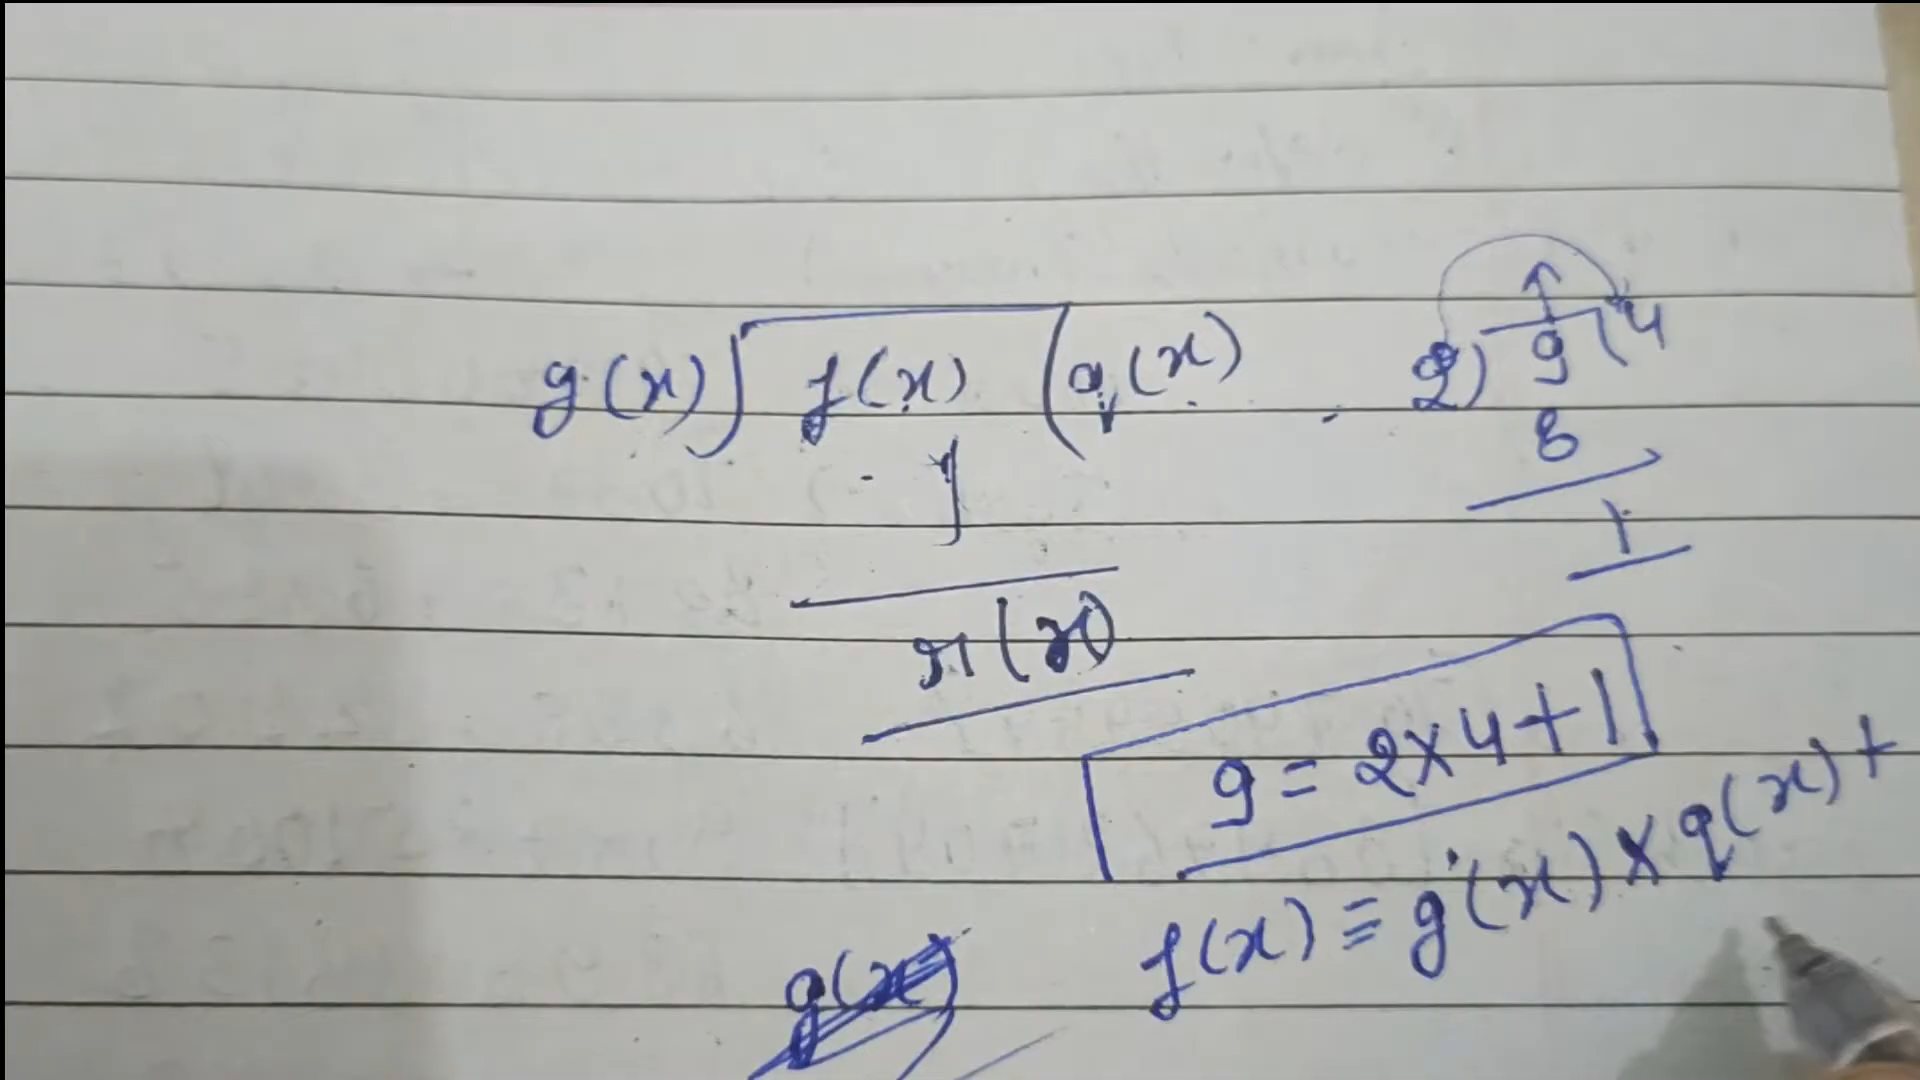 g(x) f(x) (q(x)
r(x)
2) 9 (4
8
1
9 = 2×4+1
f(x) ≡ g(x) × q(x) +
g(x)